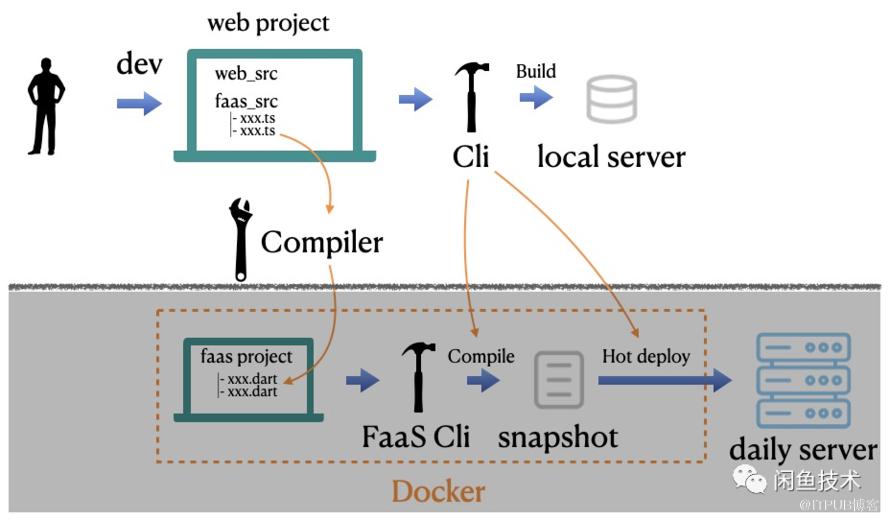 web project
dev
web_src
faas_src
|- xxx.ts
|- xxx.ts
Build
Cli
local server
Compiler
faas project
|- xxx.dart
|- xxx.dart
Compile
Hot deploy
FaaS Cli
snapshot
daily server
Docker
闲鱼技术
@ITPUB博客